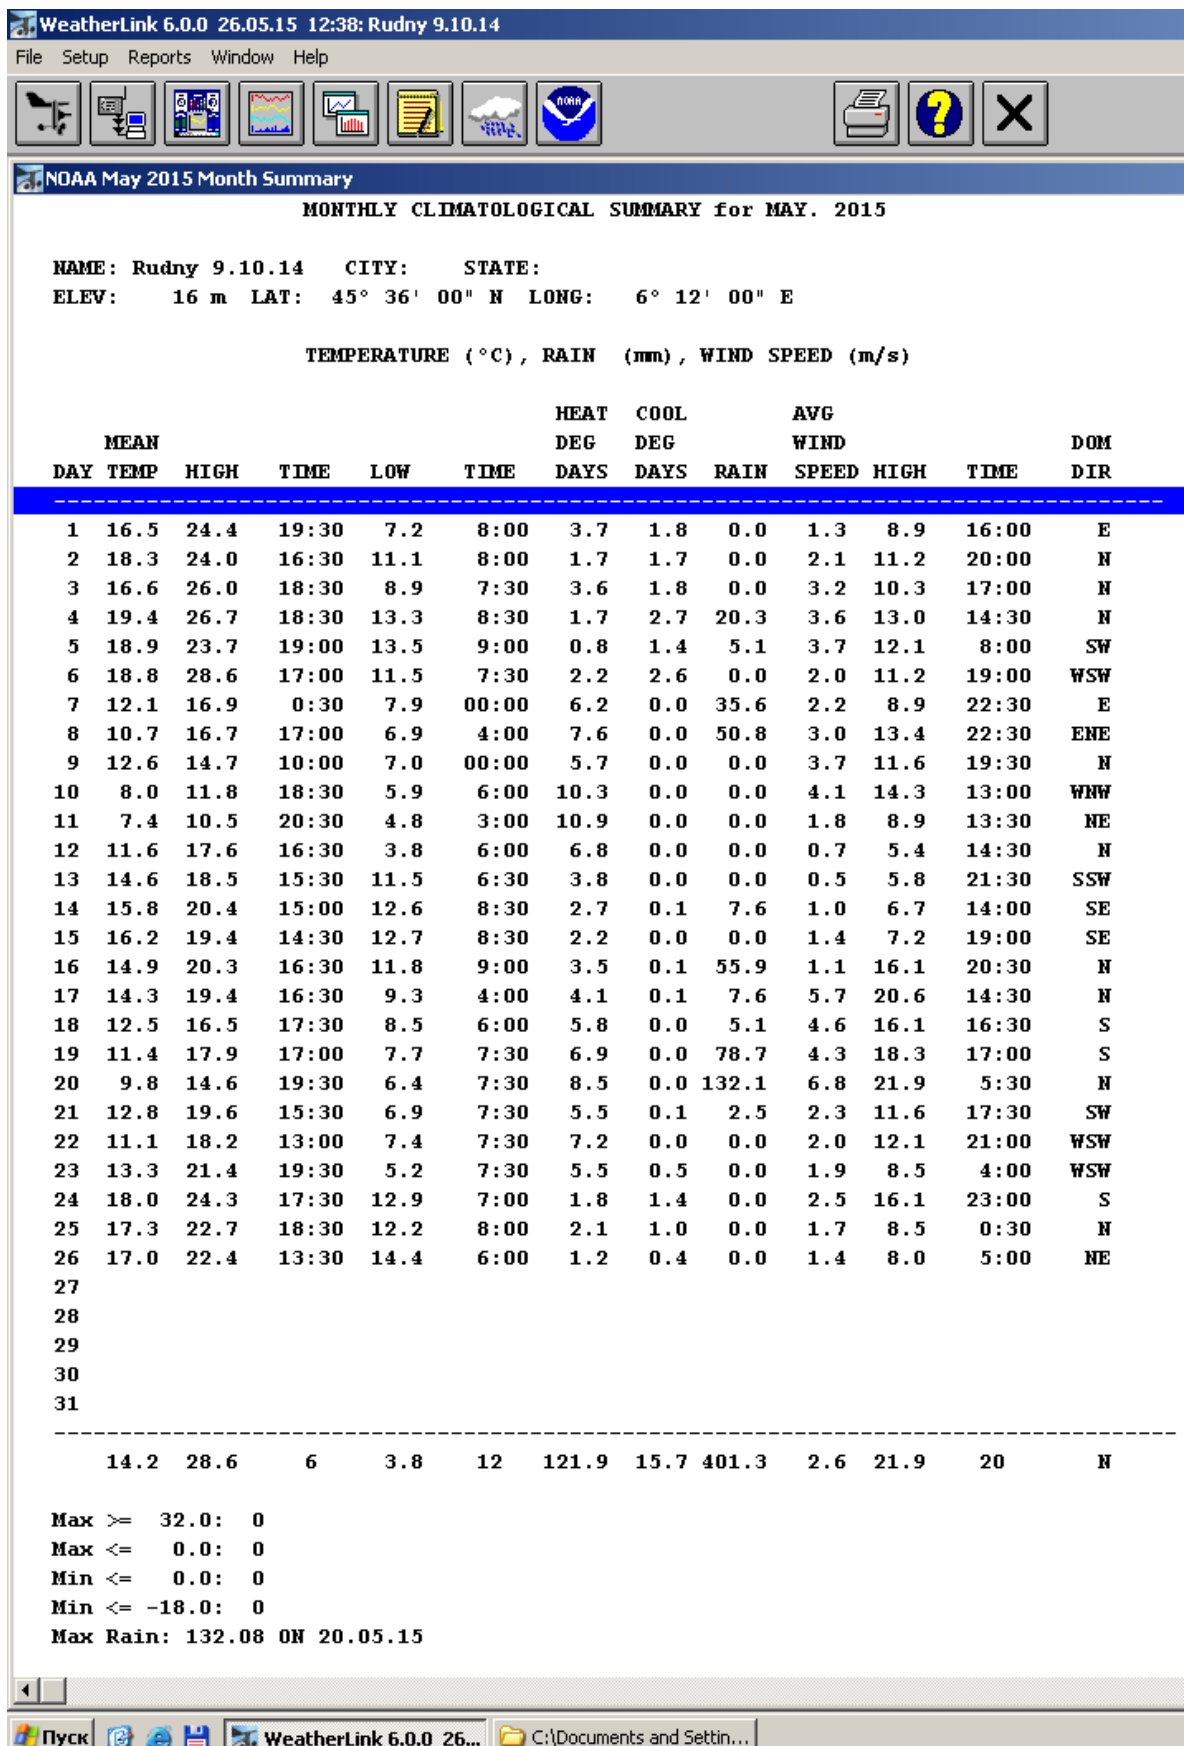 WeatherLink 6.0.0 26.05.15 12:38: Rudny 9.10.14
File Setup Reports Window Help
NOAA
NOAA May 2015 Month Summary
MONTHLY CLIMATOLOGICAL SUMMARY for MAY. 2015
NAME: Rudny 9.10.14 CITY: STATE:
ELEV: 16 m LAT: 45° 36' 00" N LONG: 6° 12' 00" E
TEMPERATURE (°C), RAIN (mm), WIND SPEED (m/s)
HEAT COOL AVG
MEAN DEG DEG WIND DOM
DAY TEMP HIGH TIME LOW TIME DAYS DAYS RAIN SPEED HIGH TIME DIR
1 16.5 24.4 19:30 7.2 8:00 3.7 1.8 0.0 1.3 8.9 16:00 E
2 18.3 24.0 16:30 11.1 8:00 1.7 1.7 0.0 2.1 11.2 20:00 N
3 16.6 26.0 18:30 8.9 7:30 3.6 1.8 0.0 3.2 10.3 17:00 N
4 19.4 26.7 18:30 13.3 8:30 1.7 2.7 20.3 3.6 13.0 14:30 N
5 18.9 23.7 19:00 13.5 9:00 0.8 1.4 5.1 3.7 12.1 8:00 SW
6 18.8 28.6 17:00 11.5 7:30 2.2 2.6 0.0 2.0 11.2 19:00 WSW
7 12.1 16.9 0:30 7.9 00:00 6.2 0.0 35.6 2.2 8.9 22:30 E
8 10.7 16.7 17:00 6.9 4:00 7.6 0.0 50.8 3.0 13.4 22:30 ENE
9 12.6 14.7 10:00 7.0 00:00 5.7 0.0 0.0 3.7 11.6 19:30 N
10 8.0 11.8 18:30 5.9 6:00 10.3 0.0 0.0 4.1 14.3 13:00 WNW
11 7.4 10.5 20:30 4.8 3:00 10.9 0.0 0.0 1.8 8.9 13:30 NE
12 11.6 17.6 16:30 3.8 6:00 6.8 0.0 0.0 0.7 5.4 14:30 N
13 14.6 18.5 15:30 11.5 6:30 3.8 0.0 0.0 0.5 5.8 21:30 SSW
14 15.8 20.4 15:00 12.6 8:30 2.7 0.1 7.6 1.0 6.7 14:00 SE
15 16.2 19.4 14:30 12.7 8:30 2.2 0.0 0.0 1.4 7.2 19:00 SE
16 14.9 20.3 16:30 11.8 9:00 3.5 0.1 55.9 1.1 16.1 20:30 N
17 14.3 19.4 16:30 9.3 4:00 4.1 0.1 7.6 5.7 20.6 14:30 N
18 12.5 16.5 17:30 8.5 6:00 5.8 0.0 5.1 4.6 16.1 16:30 S
19 11.4 17.9 17:00 7.7 7:30 6.9 0.0 78.7 4.3 18.3 17:00 S
20 9.8 14.6 19:30 6.4 7:30 8.5 0.0 132.1 6.8 21.9 5:30 N
21 12.8 19.6 15:30 6.9 7:30 5.5 0.1 2.5 2.3 11.6 17:30 SW
22 11.1 18.2 13:00 7.4 7:30 7.2 0.0 0.0 2.0 12.1 21:00 WSW
23 13.3 21.4 19:30 5.2 7:30 5.5 0.5 0.0 1.9 8.5 4:00 WSW
24 18.0 24.3 17:30 12.9 7:00 1.8 1.4 0.0 2.5 16.1 23:00 S
25 17.3 22.7 18:30 12.2 8:00 2.1 1.0 0.0 1.7 8.5 0:30 N
26 17.0 22.4 13:30 14.4 6:00 1.2 0.4 0.0 1.4 8.0 5:00 NE
27
28
29
30
31
14.2 28.6 6 3.8 12 121.9 15.7 401.3 2.6 21.9 20 N
Max >= 32.0: 0
Max <= 0.0: 0
Min <= 0.0: 0
Min <= -18.0: 0
Max Rain: 132.08 ON 20.05.15
Пуск WeatherLink 6.0.0 26... C:\Documents and Settin...